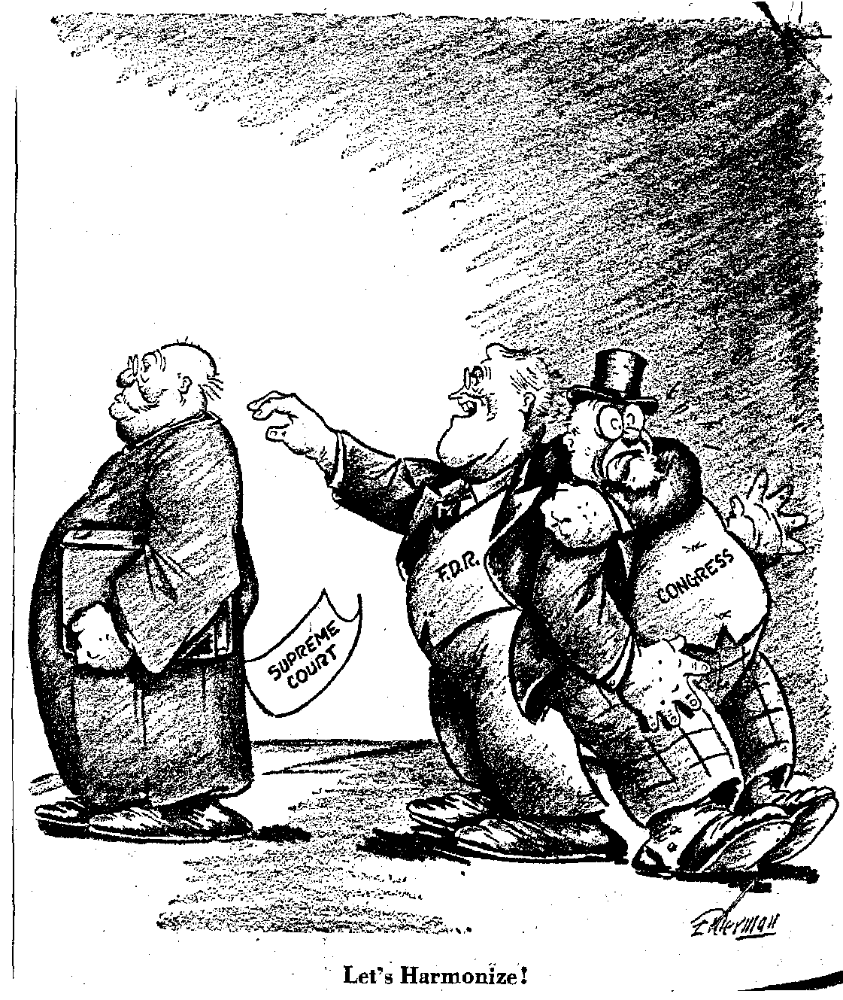 F.D.R.
CONGRESS
SUPREME
COURT
Let's Harmonize!